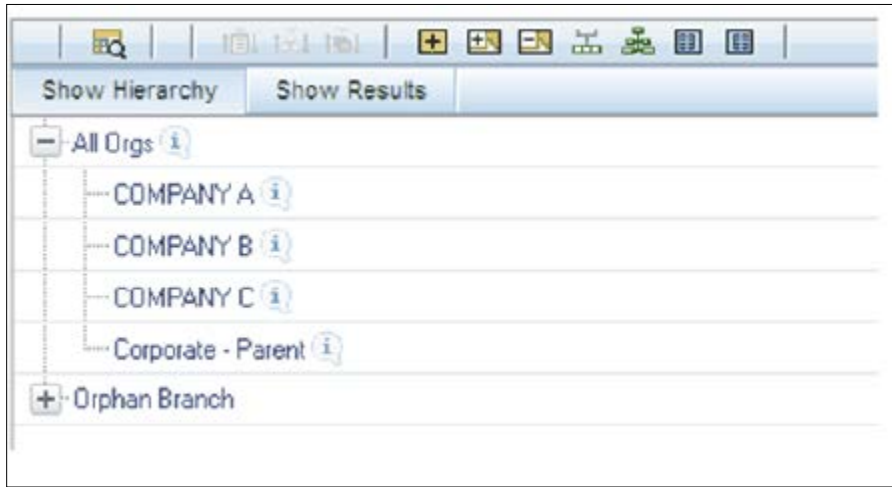 Show Hierarchy Show Results
All Orgs
COMPANY A
COMPANY B
COMPANY C
Corporate - Parent
Orphan Branch